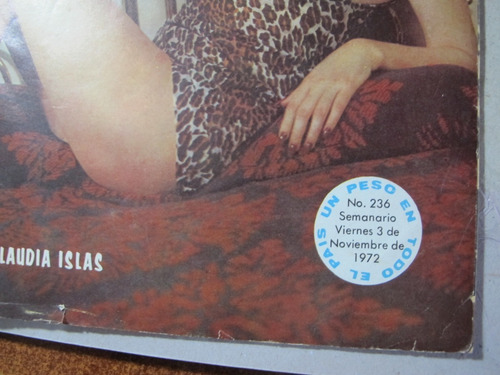 UN PESO EN TODO EL PAIS
No. 236
Semanario
Viernes 3 de
Noviembre de
1972
LAUDIA ISLAS